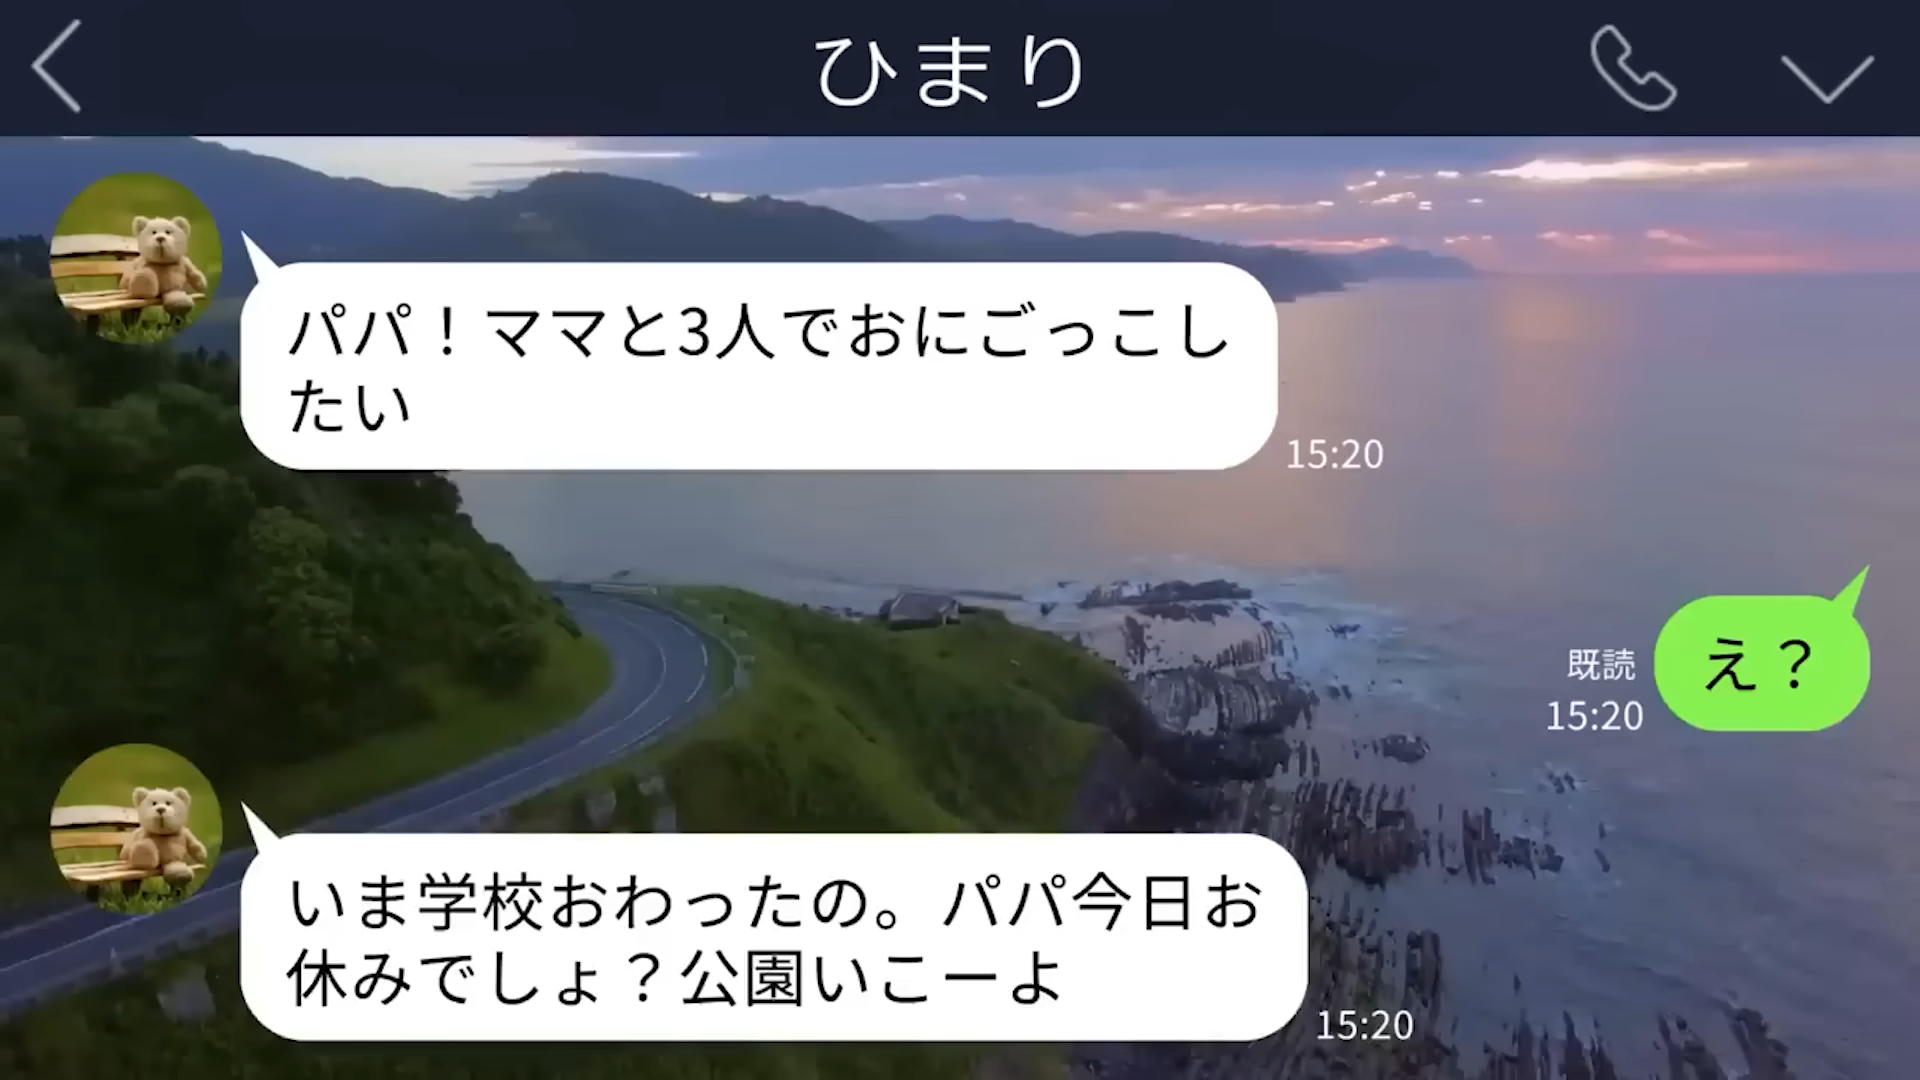 ひまり
パパ！ママと3人でおにごっこし
たい
15:20
え？
既読
15:20
いま学校おわったの。パパ今日お
休みでしょ？公園いこーよ
15:20